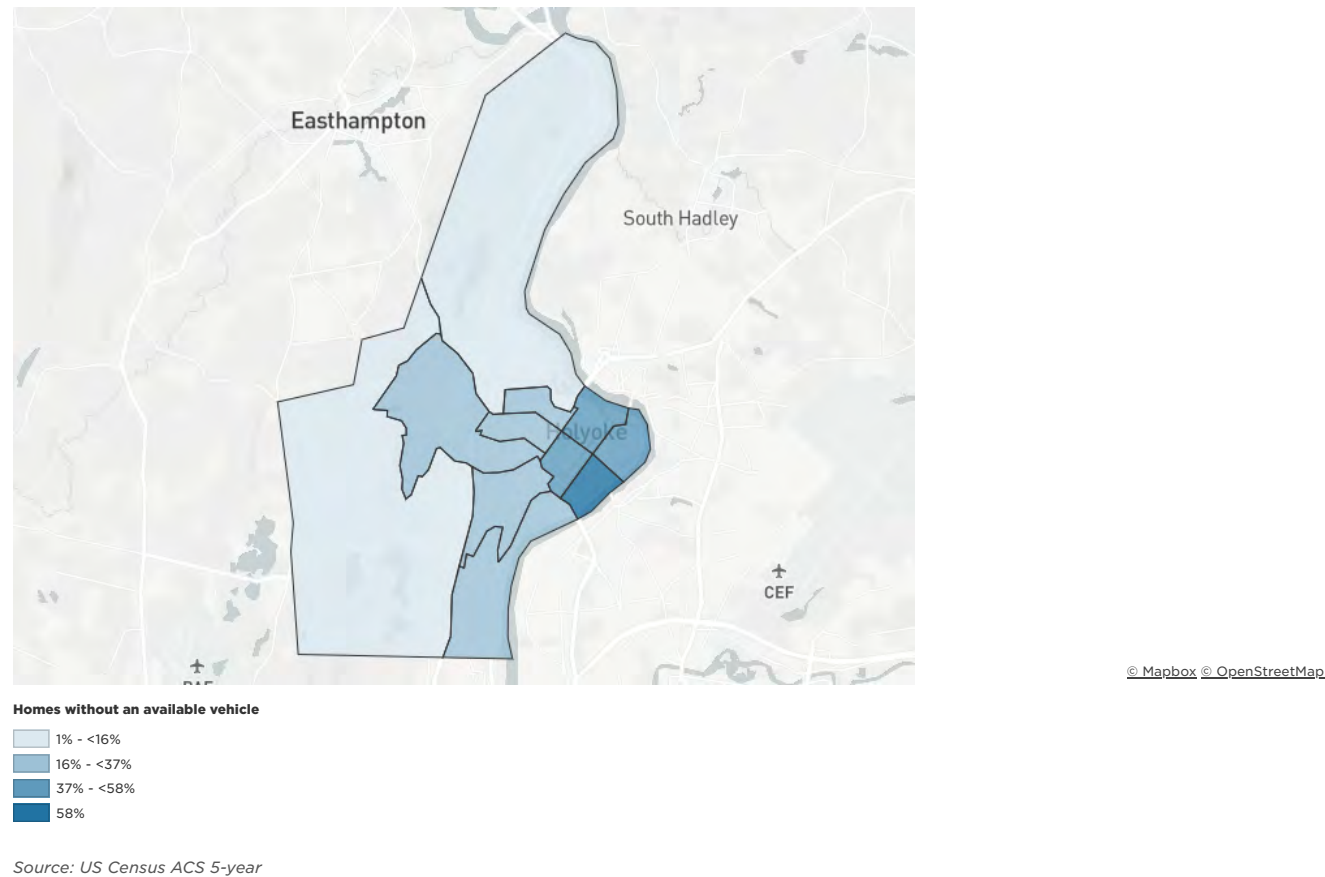 Easthampton
South Hadley
Holyoke
CEF
© Mapbox © OpenStreetMap
Homes without an available vehicle
1% - <16%
16% - <37%
37% - <58%
58%
Source: US Census ACS 5-year